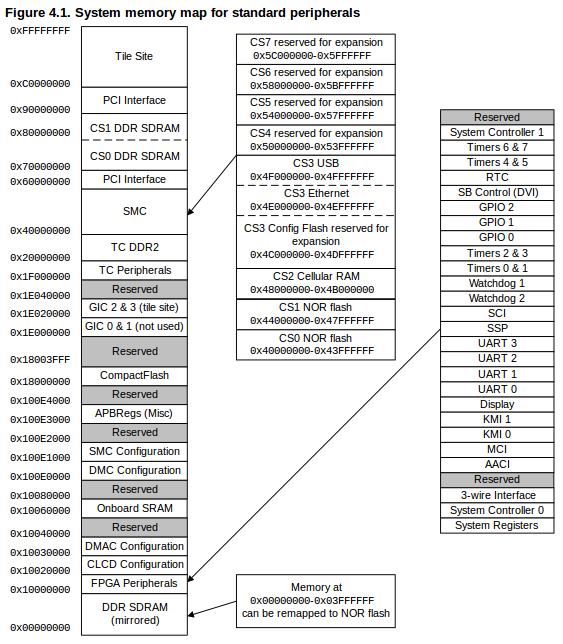 Figure 4.1. System memory map for standard peripherals
0xFFFFFFFF
Tile Site
0xC0000000
PCI Interface
0x90000000
CS1 DDR SDRAM
0x80000000
CS0 DDR SDRAM
0x70000000
PCI Interface
0x60000000
SMC
0x40000000
TC DDR2
0x20000000
TC Peripherals
0x1F000000
Reserved
0x1E040000
GIC 2 & 3 (tile site)
0x1E020000
GIC 0 & 1 (not used)
0x1E000000
Reserved
0x18003FFF
CompactFlash
0x18000000
Reserved
0x100E4000
APBRegs (Misc)
0x100E3000
Reserved
0x100E2000
SMC Configuration
0x100E1000
DMC Configuration
0x100E0000
Reserved
0x10080000
Onboard SRAM
0x10060000
Reserved
0x10040000
DMAC Configuration
0x10030000
CLCD Configuration
0x10020000
FPGA Peripherals
0x10000000
DDR SDRAM
(mirrored)
0x00000000
CS7 reserved for expansion
0x5C000000-0x5FFFFFFF
CS6 reserved for expansion
0x58000000-0x5BFFFFFF
CS5 reserved for expansion
0x54000000-0x57FFFFFF
CS4 reserved for expansion
0x50000000-0x53FFFFFF
CS3 USB
0x4F000000-0x4FFFFFFF
CS3 Ethernet
0x4E000000-0x4EFFFFFF
CS3 Config Flash reserved for
expansion
0x4C000000-0x4DFFFFFF
CS2 Cellular RAM
0x48000000-0x4B000000
CS1 NOR flash
0x44000000-0x47FFFFFF
CS0 NOR flash
0x40000000-0x43FFFFFF
Memory at
0x00000000-0x03FFFFFF
can be remapped to NOR flash
Reserved
System Controller 1
Timers 6 & 7
Timers 4 & 5
RTC
SB Control (DVI)
GPIO 2
GPIO 1
GPIO 0
Timers 2 & 3
Timers 0 & 1
Watchdog 1
Watchdog 2
SCI
SSP
UART 3
UART 2
UART 1
UART 0
Display
KMI 1
KMI 0
MCI
AACI
Reserved
3-wire Interface
System Controller 0
System Registers